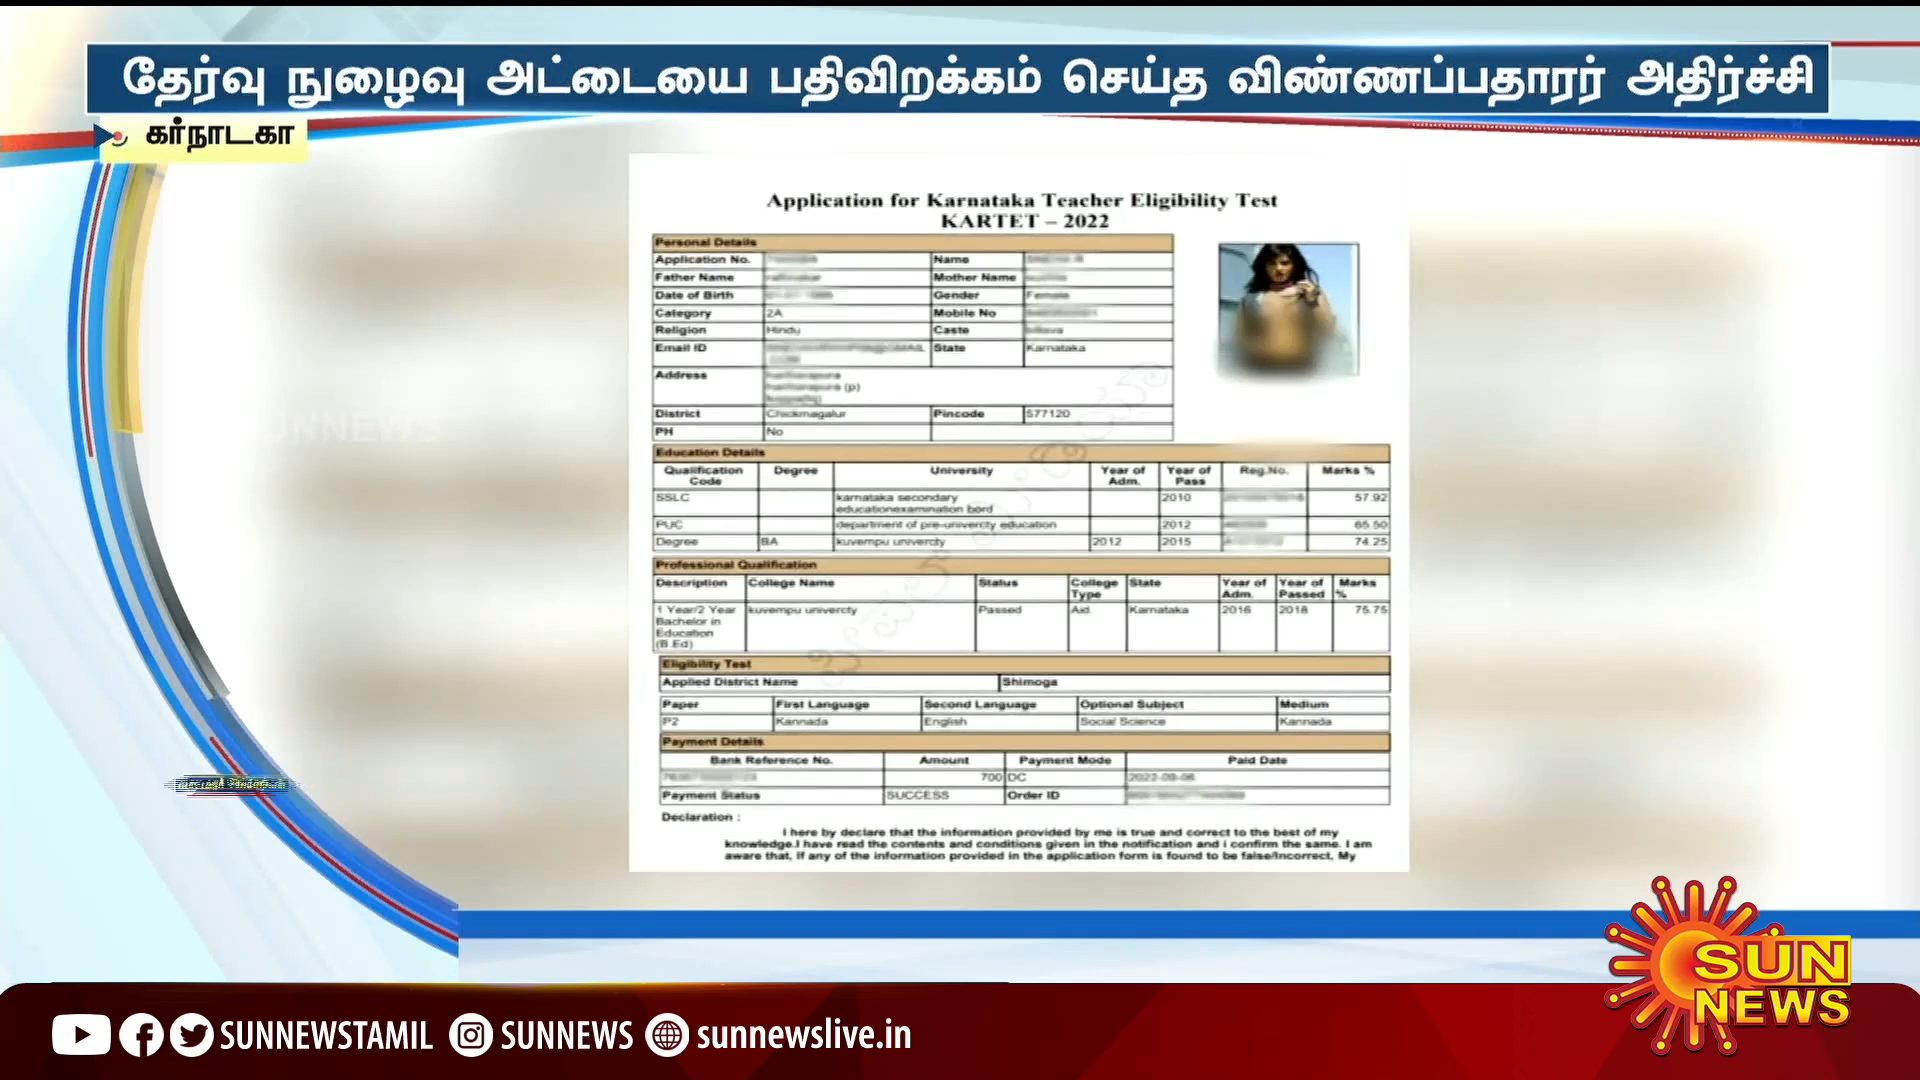 தேர்வு நுழைவு அட்டையை பதிவிறக்கம் செய்த விண்ணப்பதாரர் அதிர்ச்சி
கர்நாடகா
SUNNEWS
Application for Karnataka Teacher Eligibility Test
KARTET – 2022
Personal Details
Application No. Name
Father Name Mother Name
Date of Birth Gender Female
Category 2A Mobile No
Religion Hindu Caste
Email ID State Karnataka
Address
(p)
District Chickmagalur Pincode 577120
PH No
Education Details
Qualification Code Degree University Year of Adm. Year of Pass Reg.No. Marks %
SSLC karnataka secondary educationexamination bord 2010 57.92
PUC department of pre-univercty education 2012 65.50
Degree BA kuvempu univercty 2012 2015 74.25
Professional Qualification
Description College Name Status College Type State Year of Adm. Year of Passed Marks %
1 Year/2 Year Bachelor in Education (B.Ed) kuvempu univercty Passed Aid Karnataka 2016 2018 75.75
Eligibility Test
Applied District Name Shimoga
Paper First Language Second Language Optional Subject Medium
P2 Kannada English Social Science Kannada
Payment Details
Bank Reference No. Amount Payment Mode Paid Date
700 DC 2022-09-06
Payment Status SUCCESS Order ID
Declaration :
I here by declare that the information provided by me is true and correct to the best of my
knowledge.I have read the contents and conditions given in the notification and i confirm the same. I am
aware that, If any of the information provided in the application form is found to be false/Incorrect, My
SUN
NEWS
SUNNEWSTAMIL SUNNEWS sunnewslive.in